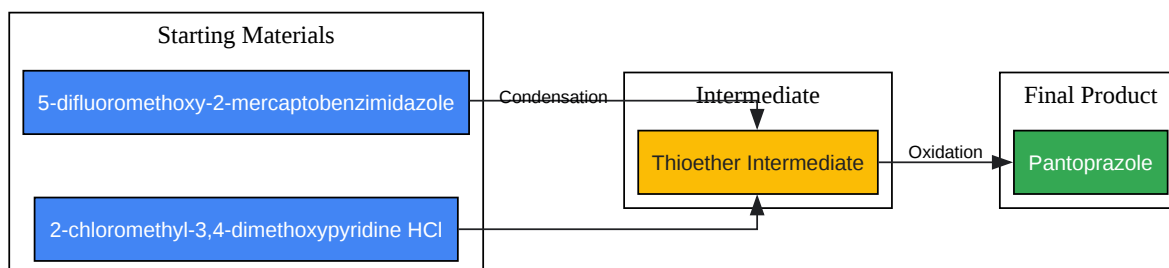 Starting Materials
5-difluoromethoxy-2-mercaptobenzimidazole
2-chloromethyl-3,4-dimethoxypyridine HCl
Condensation
Intermediate
Thioether Intermediate
Oxidation
Final Product
Pantoprazole